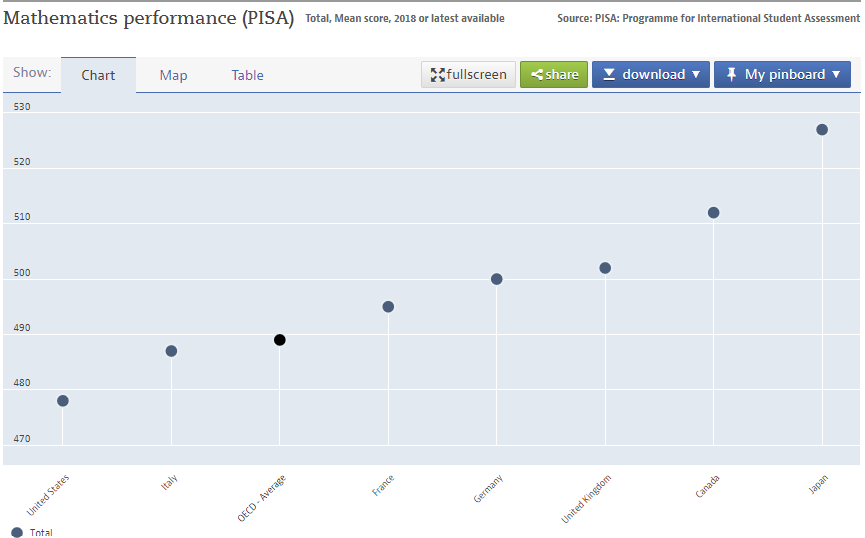 Mathematics performance (PISA) Total, Mean score, 2018 or latest available Source: PISA: Programme for International Student Assessment
Show: Chart Map Table fullscreen share download My pinboard
530
520
510
500
490
480
470
United States Italy OECD - Average France Germany United Kingdom Canada Japan
Total